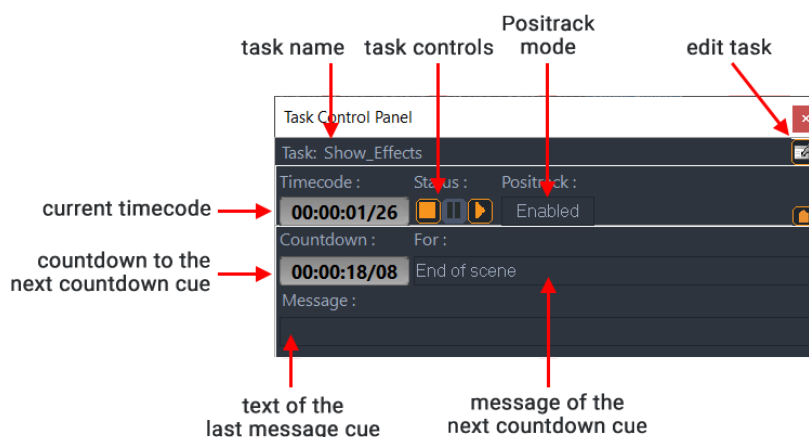 Positrack
task name task controls mode edit task
Task Control Panel
Task: Show_Effects
Timecode : Status : Positrack :
current timecode 00:00:01/26 Enabled
Countdown : For :
countdown to the
next countdown cue 00:00:18/08 End of scene
Message :
text of the
last message cue
message of the
next countdown cue